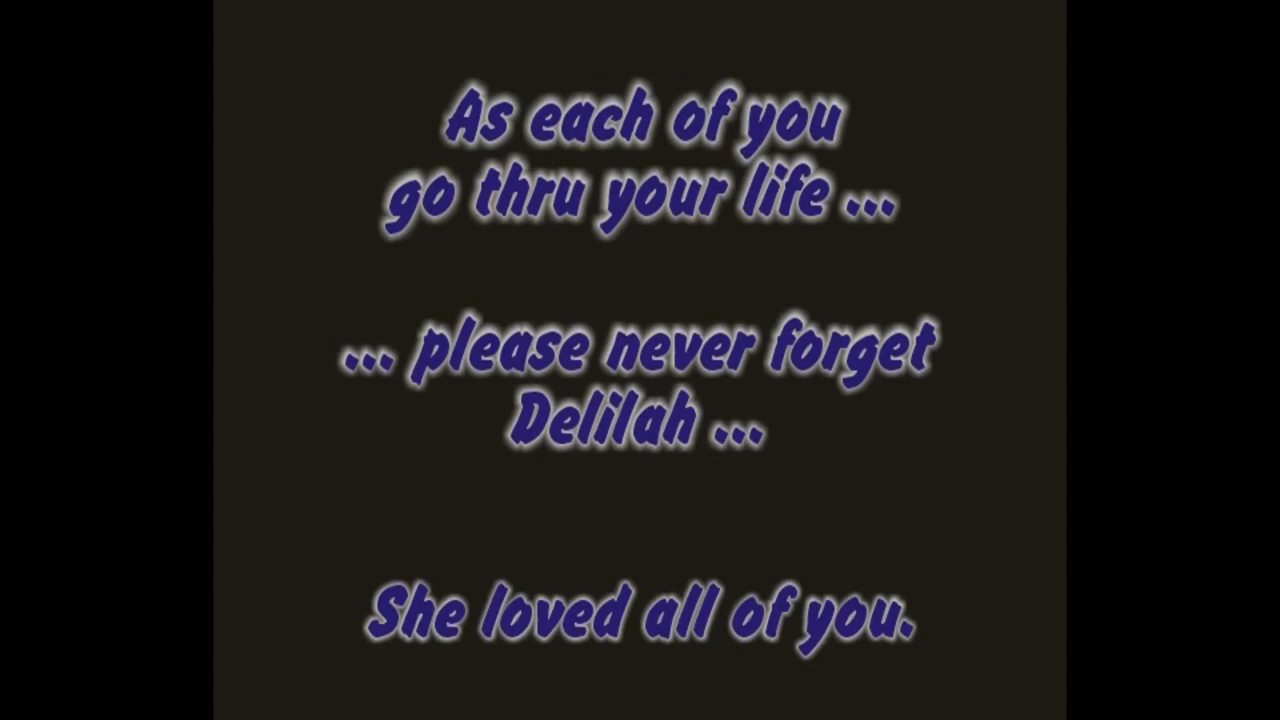 As each of you
go thru your life ...
... please never forget
Delilah ...
She loved all of you.